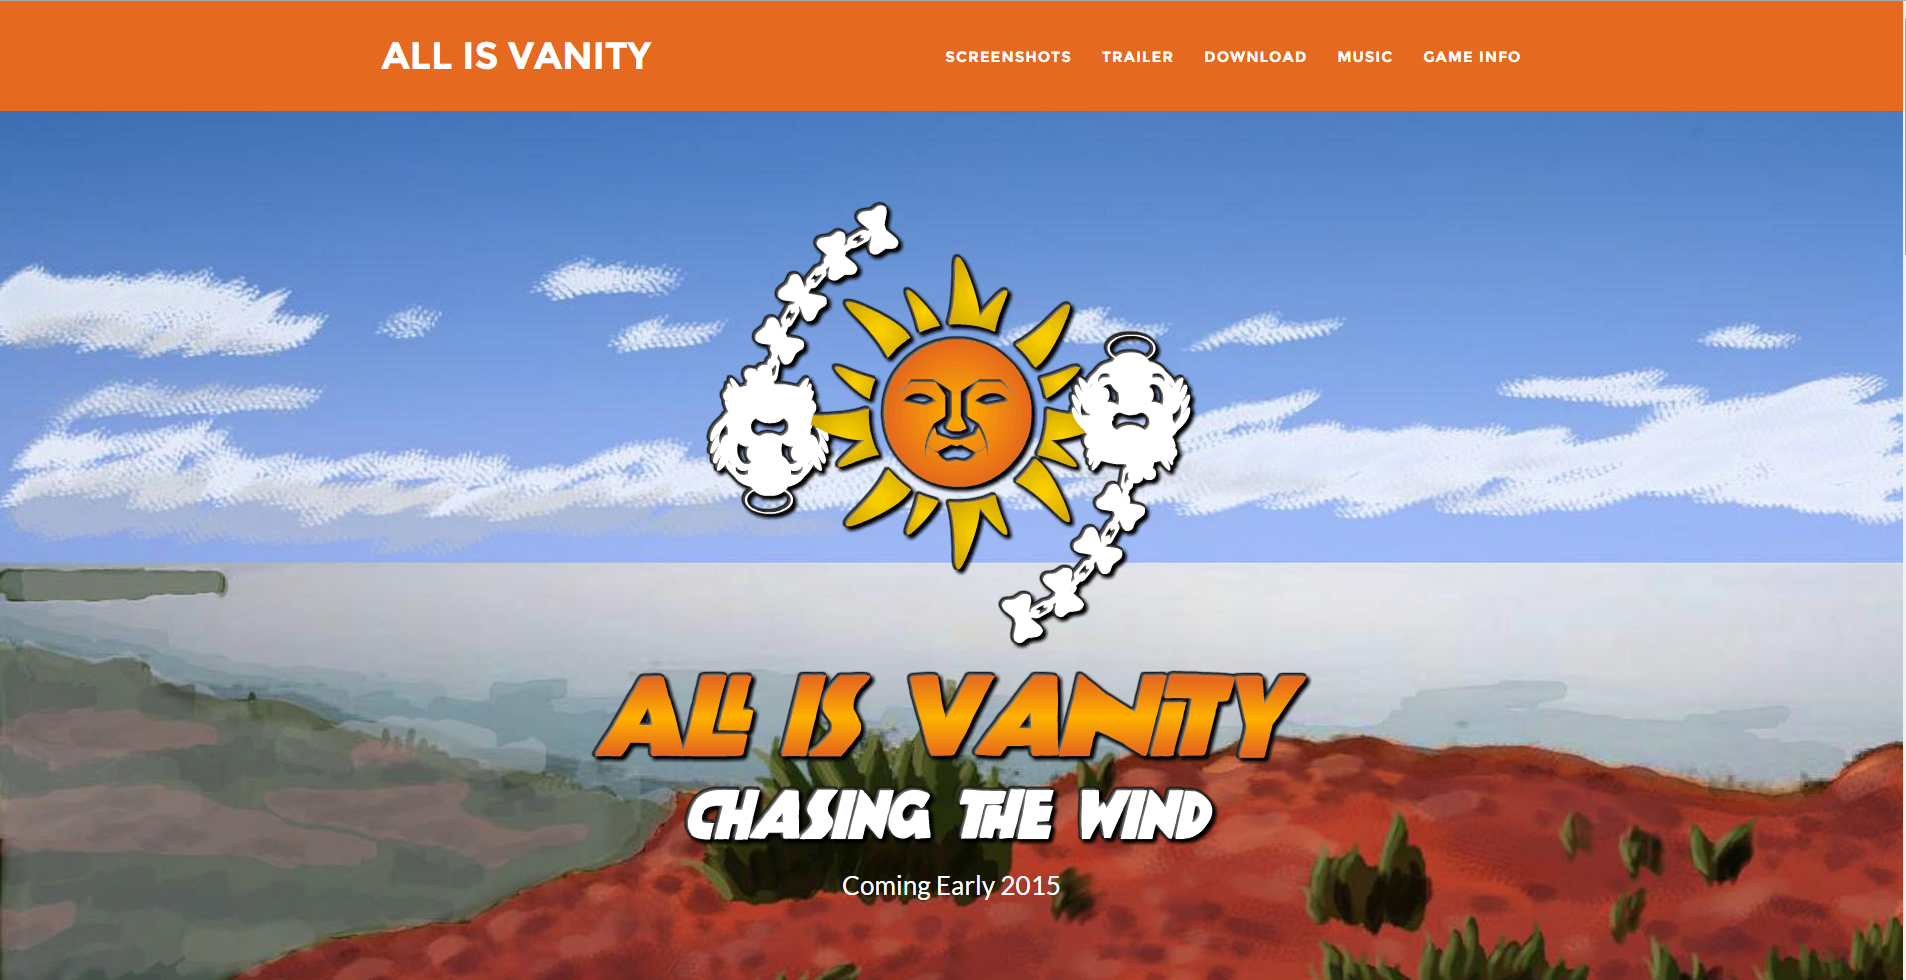 ALL IS VANITY
SCREENSHOTS TRAILER DOWNLOAD MUSIC GAME INFO
ALL IS VANITY
CHASING THE WIND
Coming Early 2015